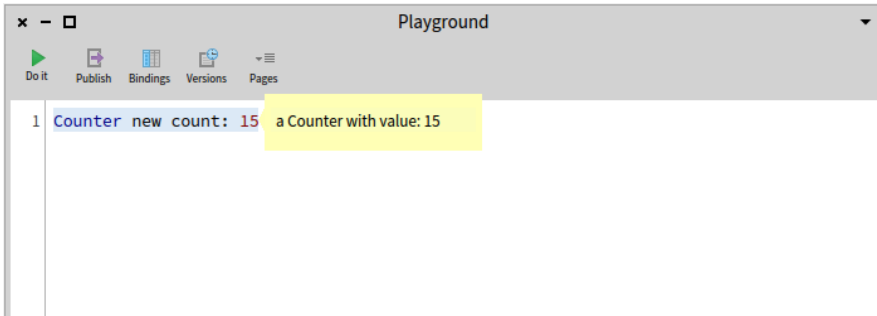 Playground
Do it Publish Bindings Versions Pages
1 Counter new count: 15 a Counter with value: 15